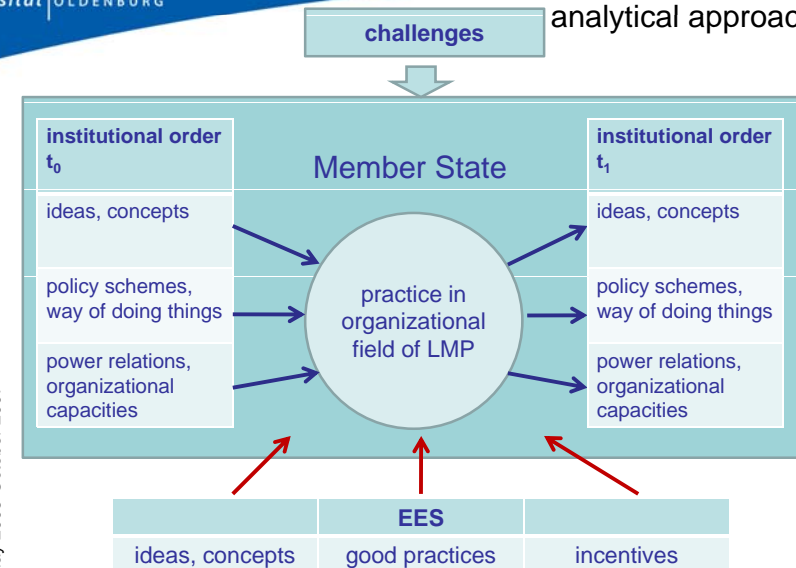 OLDENBURG
analytical approac
challenges
institutional order
t₀
ideas, concepts
policy schemes,
way of doing things
power relations,
organizational
capacities
Member State
practice in
organizational
field of LMP
institutional order
t₁
ideas, concepts
policy schemes,
way of doing things
power relations,
organizational
capacities
EES
ideas, concepts
good practices
incentives